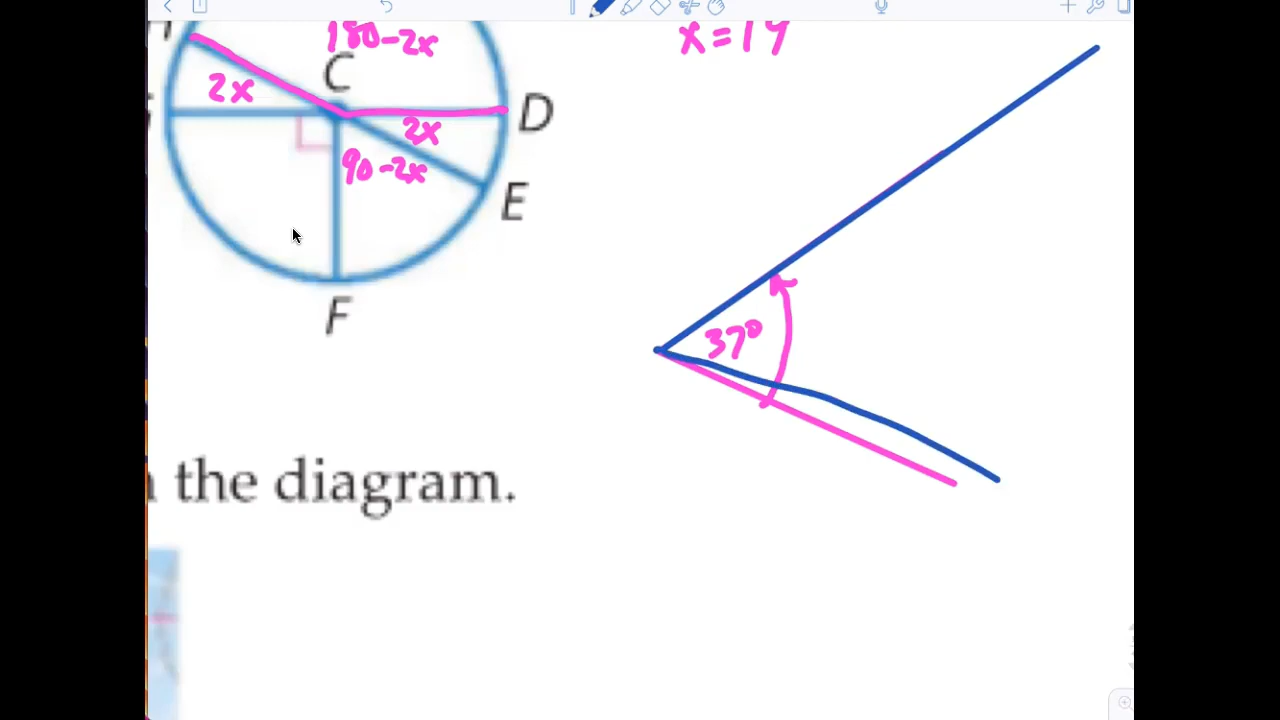 180-2x
x=14
C
2x
D
2x
90-2x
E
F
37°
the diagram.